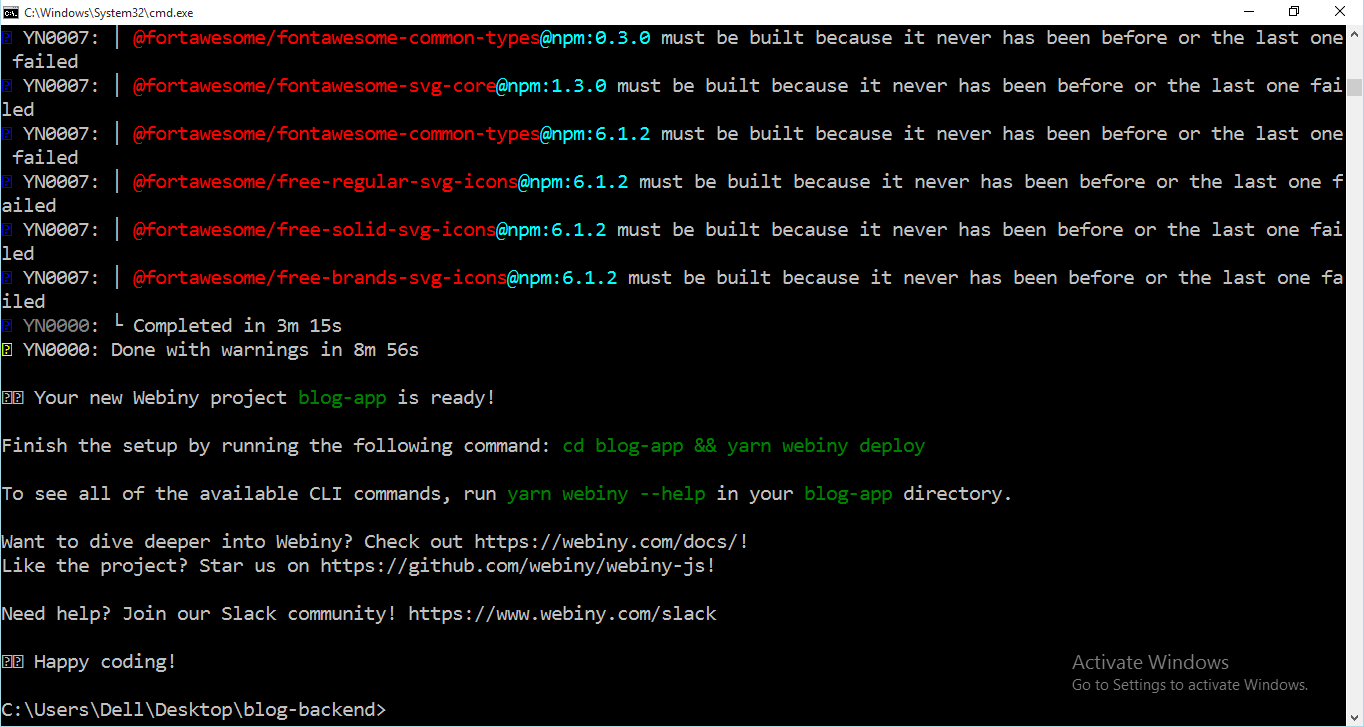 C:\Windows\System32\cmd.exe
YN0007: │ @fortawesome/fontawesome-common-types@npm:0.3.0 must be built because it never has been before or the last one
failed
YN0007: │ @fortawesome/fontawesome-svg-core@npm:1.3.0 must be built because it never has been before or the last one fai
led
YN0007: │ @fortawesome/fontawesome-common-types@npm:6.1.2 must be built because it never has been before or the last one
failed
YN0007: │ @fortawesome/free-regular-svg-icons@npm:6.1.2 must be built because it never has been before or the last one f
ailed
YN0007: │ @fortawesome/free-solid-svg-icons@npm:6.1.2 must be built because it never has been before or the last one fai
led
YN0007: │ @fortawesome/free-brands-svg-icons@npm:6.1.2 must be built because it never has been before or the last one fa
iled
YN0000: └ Completed in 3m 15s
YN0000: Done with warnings in 8m 56s
Your new Webiny project blog-app is ready!
Finish the setup by running the following command: cd blog-app && yarn webiny deploy
To see all of the available CLI commands, run yarn webiny --help in your blog-app directory.
Want to dive deeper into Webiny? Check out https://webiny.com/docs/!
Like the project? Star us on https://github.com/webiny/webiny-js!
Need help? Join our Slack community! https://www.webiny.com/slack
Happy coding!
Activate Windows
Go to Settings to activate Windows.
C:\Users\Dell\Desktop\blog-backend>